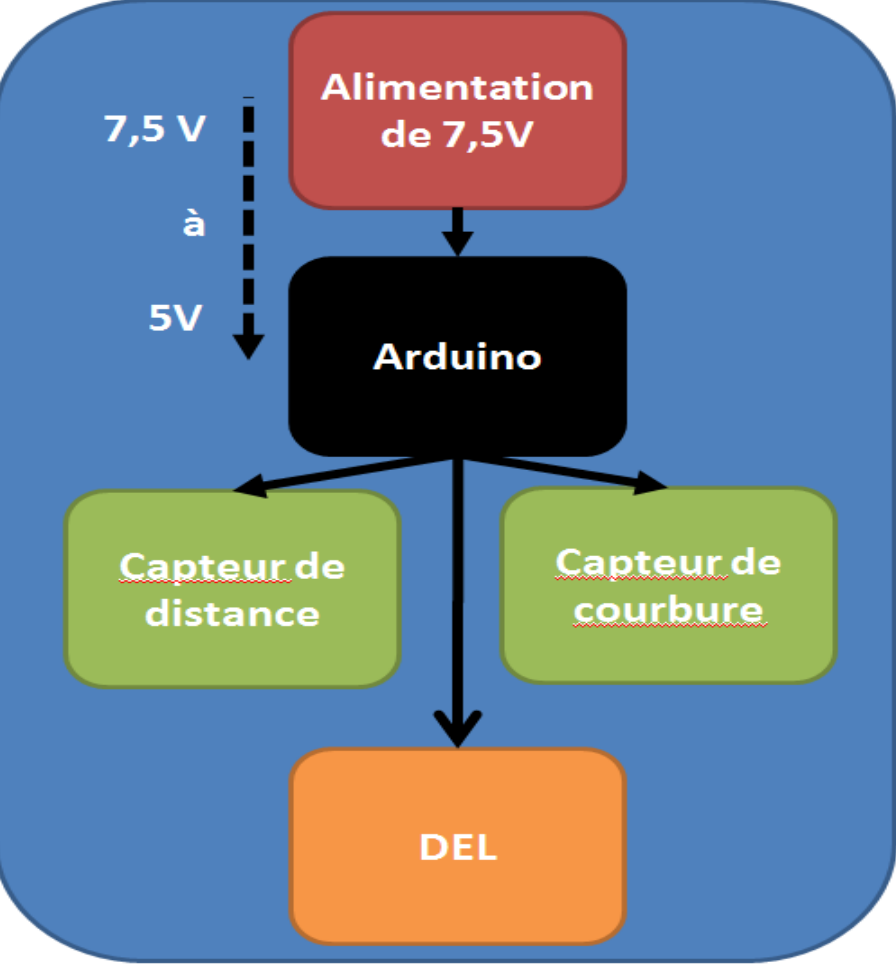 Alimentation
de 7,5V
7,5 V
à
5V
Arduino
Capteur de
distance
Capteur de
courbure
DEL